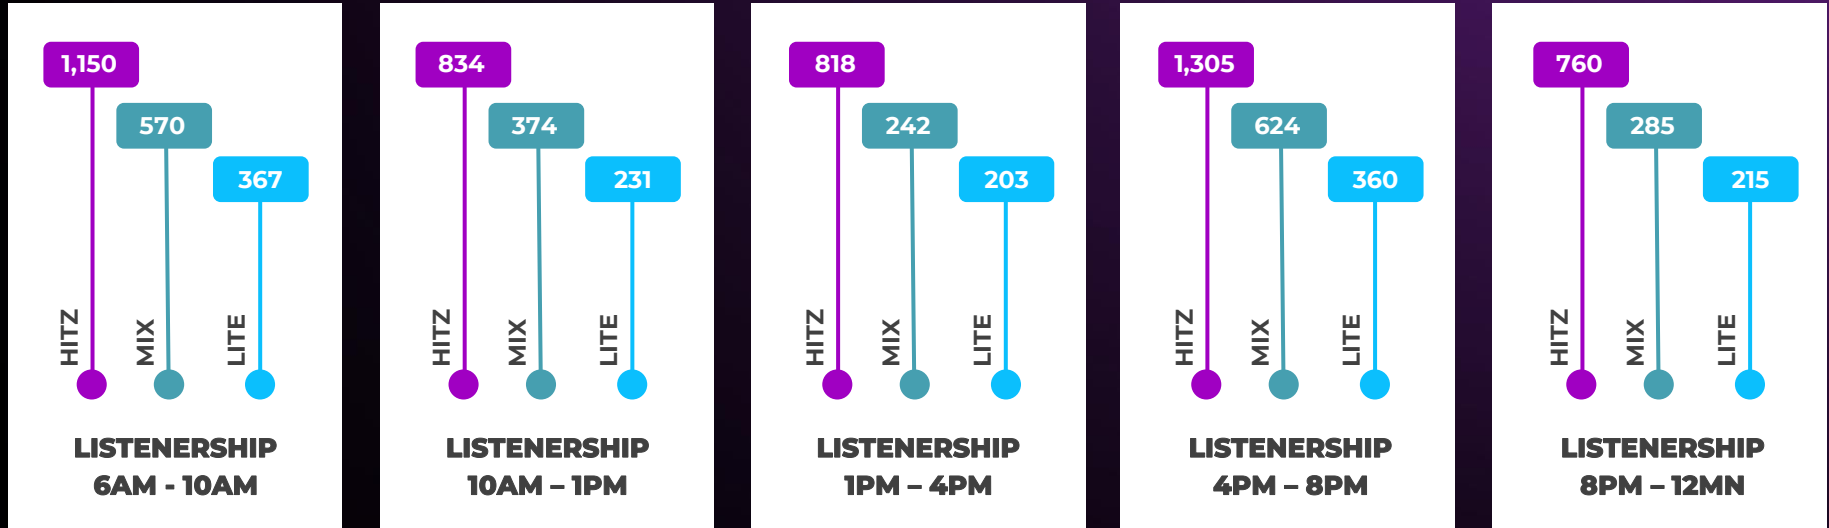 1,150
570
367
HITZ
MIX
LITE
LISTENERSHIP
6AM - 10AM
834
374
231
HITZ
MIX
LITE
LISTENERSHIP
10AM – 1PM
818
242
203
HITZ
MIX
LITE
LISTENERSHIP
1PM – 4PM
1,305
624
360
HITZ
MIX
LITE
LISTENERSHIP
4PM – 8PM
760
285
215
HITZ
MIX
LITE
LISTENERSHIP
8PM – 12MN